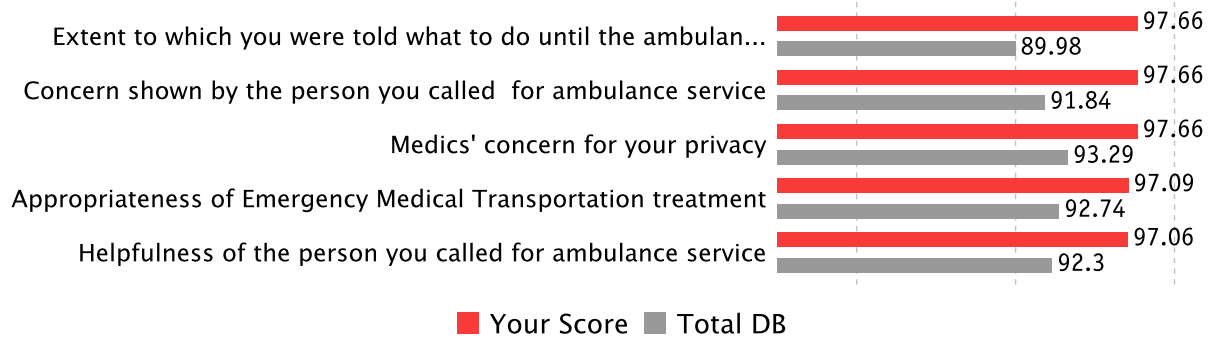 Extent to which you were told what to do until the ambulan... 97.66
89.98
Concern shown by the person you called  for ambulance service 97.66
91.84
Medics' concern for your privacy 97.66
93.29
Appropriateness of Emergency Medical Transportation treatment 97.09
92.74
Helpfulness of the person you called for ambulance service 97.06
92.3
Your Score Total DB